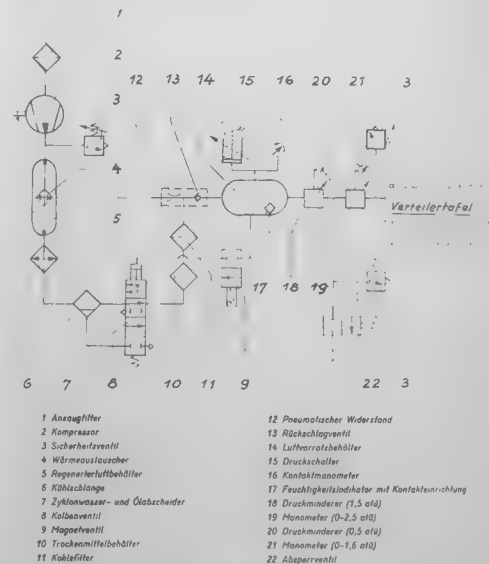 1
2
12 13 14 15 16 20 21 3
3
4
5
Verteilertafel
17 18 19
6 7 8 10 11 9 22 3
1 Ansaugfilter
2 Kompressor
3 Sicherheitsventil
4 Wärmeaustauscher
5 Regenerierluftbehälter
6 Kühlschlange
7 Zyklonwasser- und Ölabscheider
8 Kolbenventil
9 Magnetventil
10 Trockenmittelbehälter
11 Kohlefilter
12 Pneumatischer Widerstand
13 Rückschlagventil
14 Luftvorratsbehälter
15 Druckschalter
16 Kontaktmanometer
17 Feuchtigkeitsindikator mit Kontakteinrichtung
18 Druckminderer (1,5 atü)
19 Manometer (0-2,5 atü)
20 Druckminderer (0,5 atü)
21 Manometer (0-1,6 atü)
22 Absperrventil